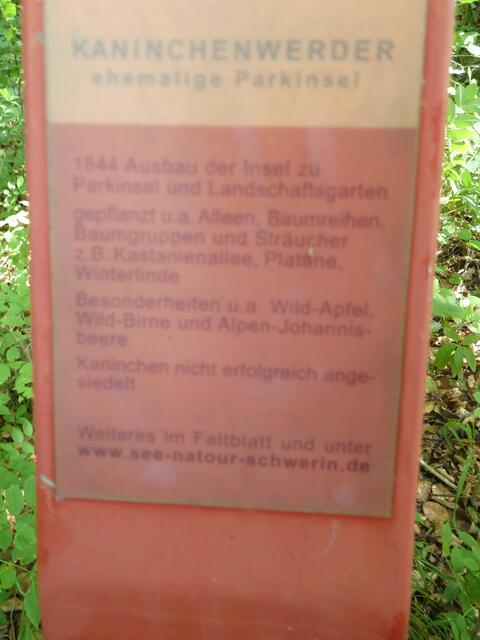 KANINCHENWERDER
ehemalige Parkinsel
1844 Ausbau der Insel zu
Parkinsel und Landschaftsgarten
gepflanzt u.a. Alleen, Baumreihen,
Baumgruppen und Sträucher
z.B. Kastanienallee, Platane,
Winterlinde
Besonderheiten u.a. Wild-Apfel,
Wild-Birne und Alpen-Johannis-
beere
Kaninchen nicht erfolgreich ange-
siedelt
Weiteres im Faltblatt und unter
www.see-natour-schwerin.de